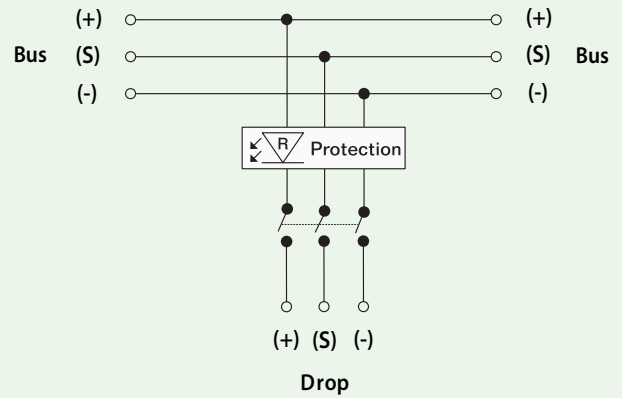 (+) (+)
Bus (S) (S) Bus
(-) (-)
R Protection
(+) (S) (-)
Drop